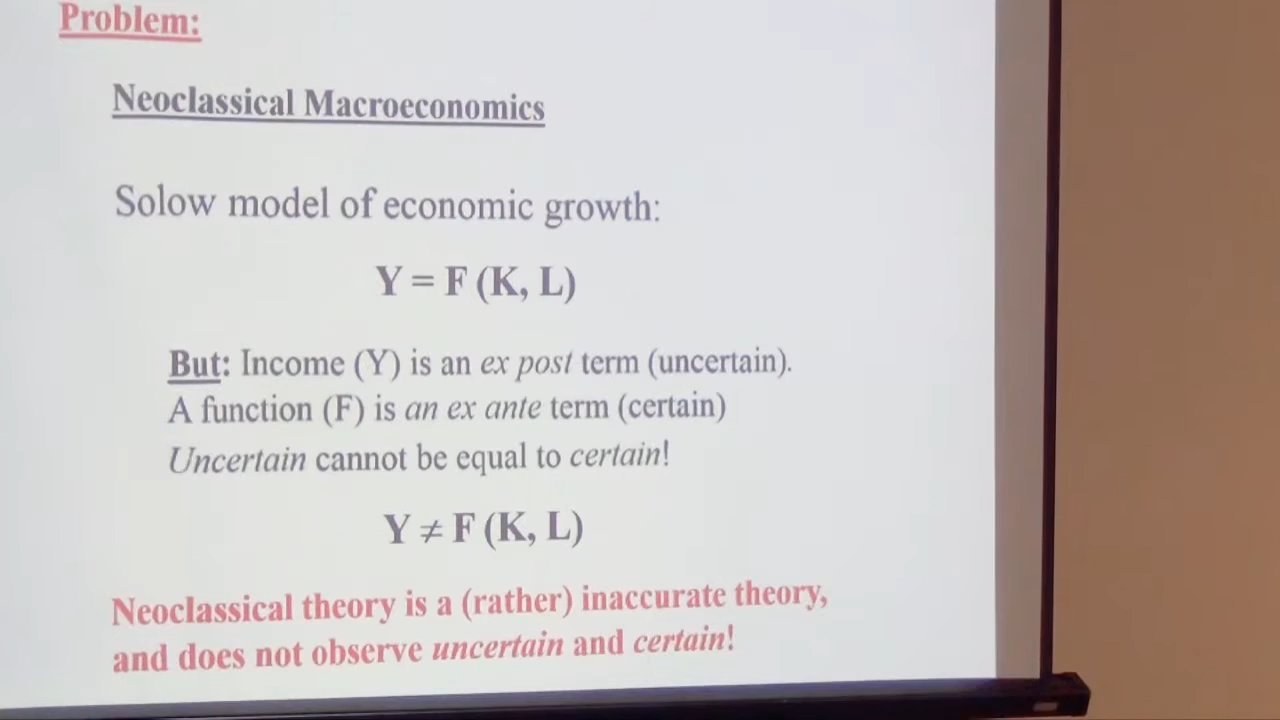 Problem:
Neoclassical Macroeconomics
Solow model of economic growth:
Y = F (K, L)
But: Income (Y) is an ex post term (uncertain).
A function (F) is an ex ante term (certain)
Uncertain cannot be equal to certain!
Y ≠ F (K, L)
Neoclassical theory is a (rather) inaccurate theory,
and does not observe uncertain and certain!